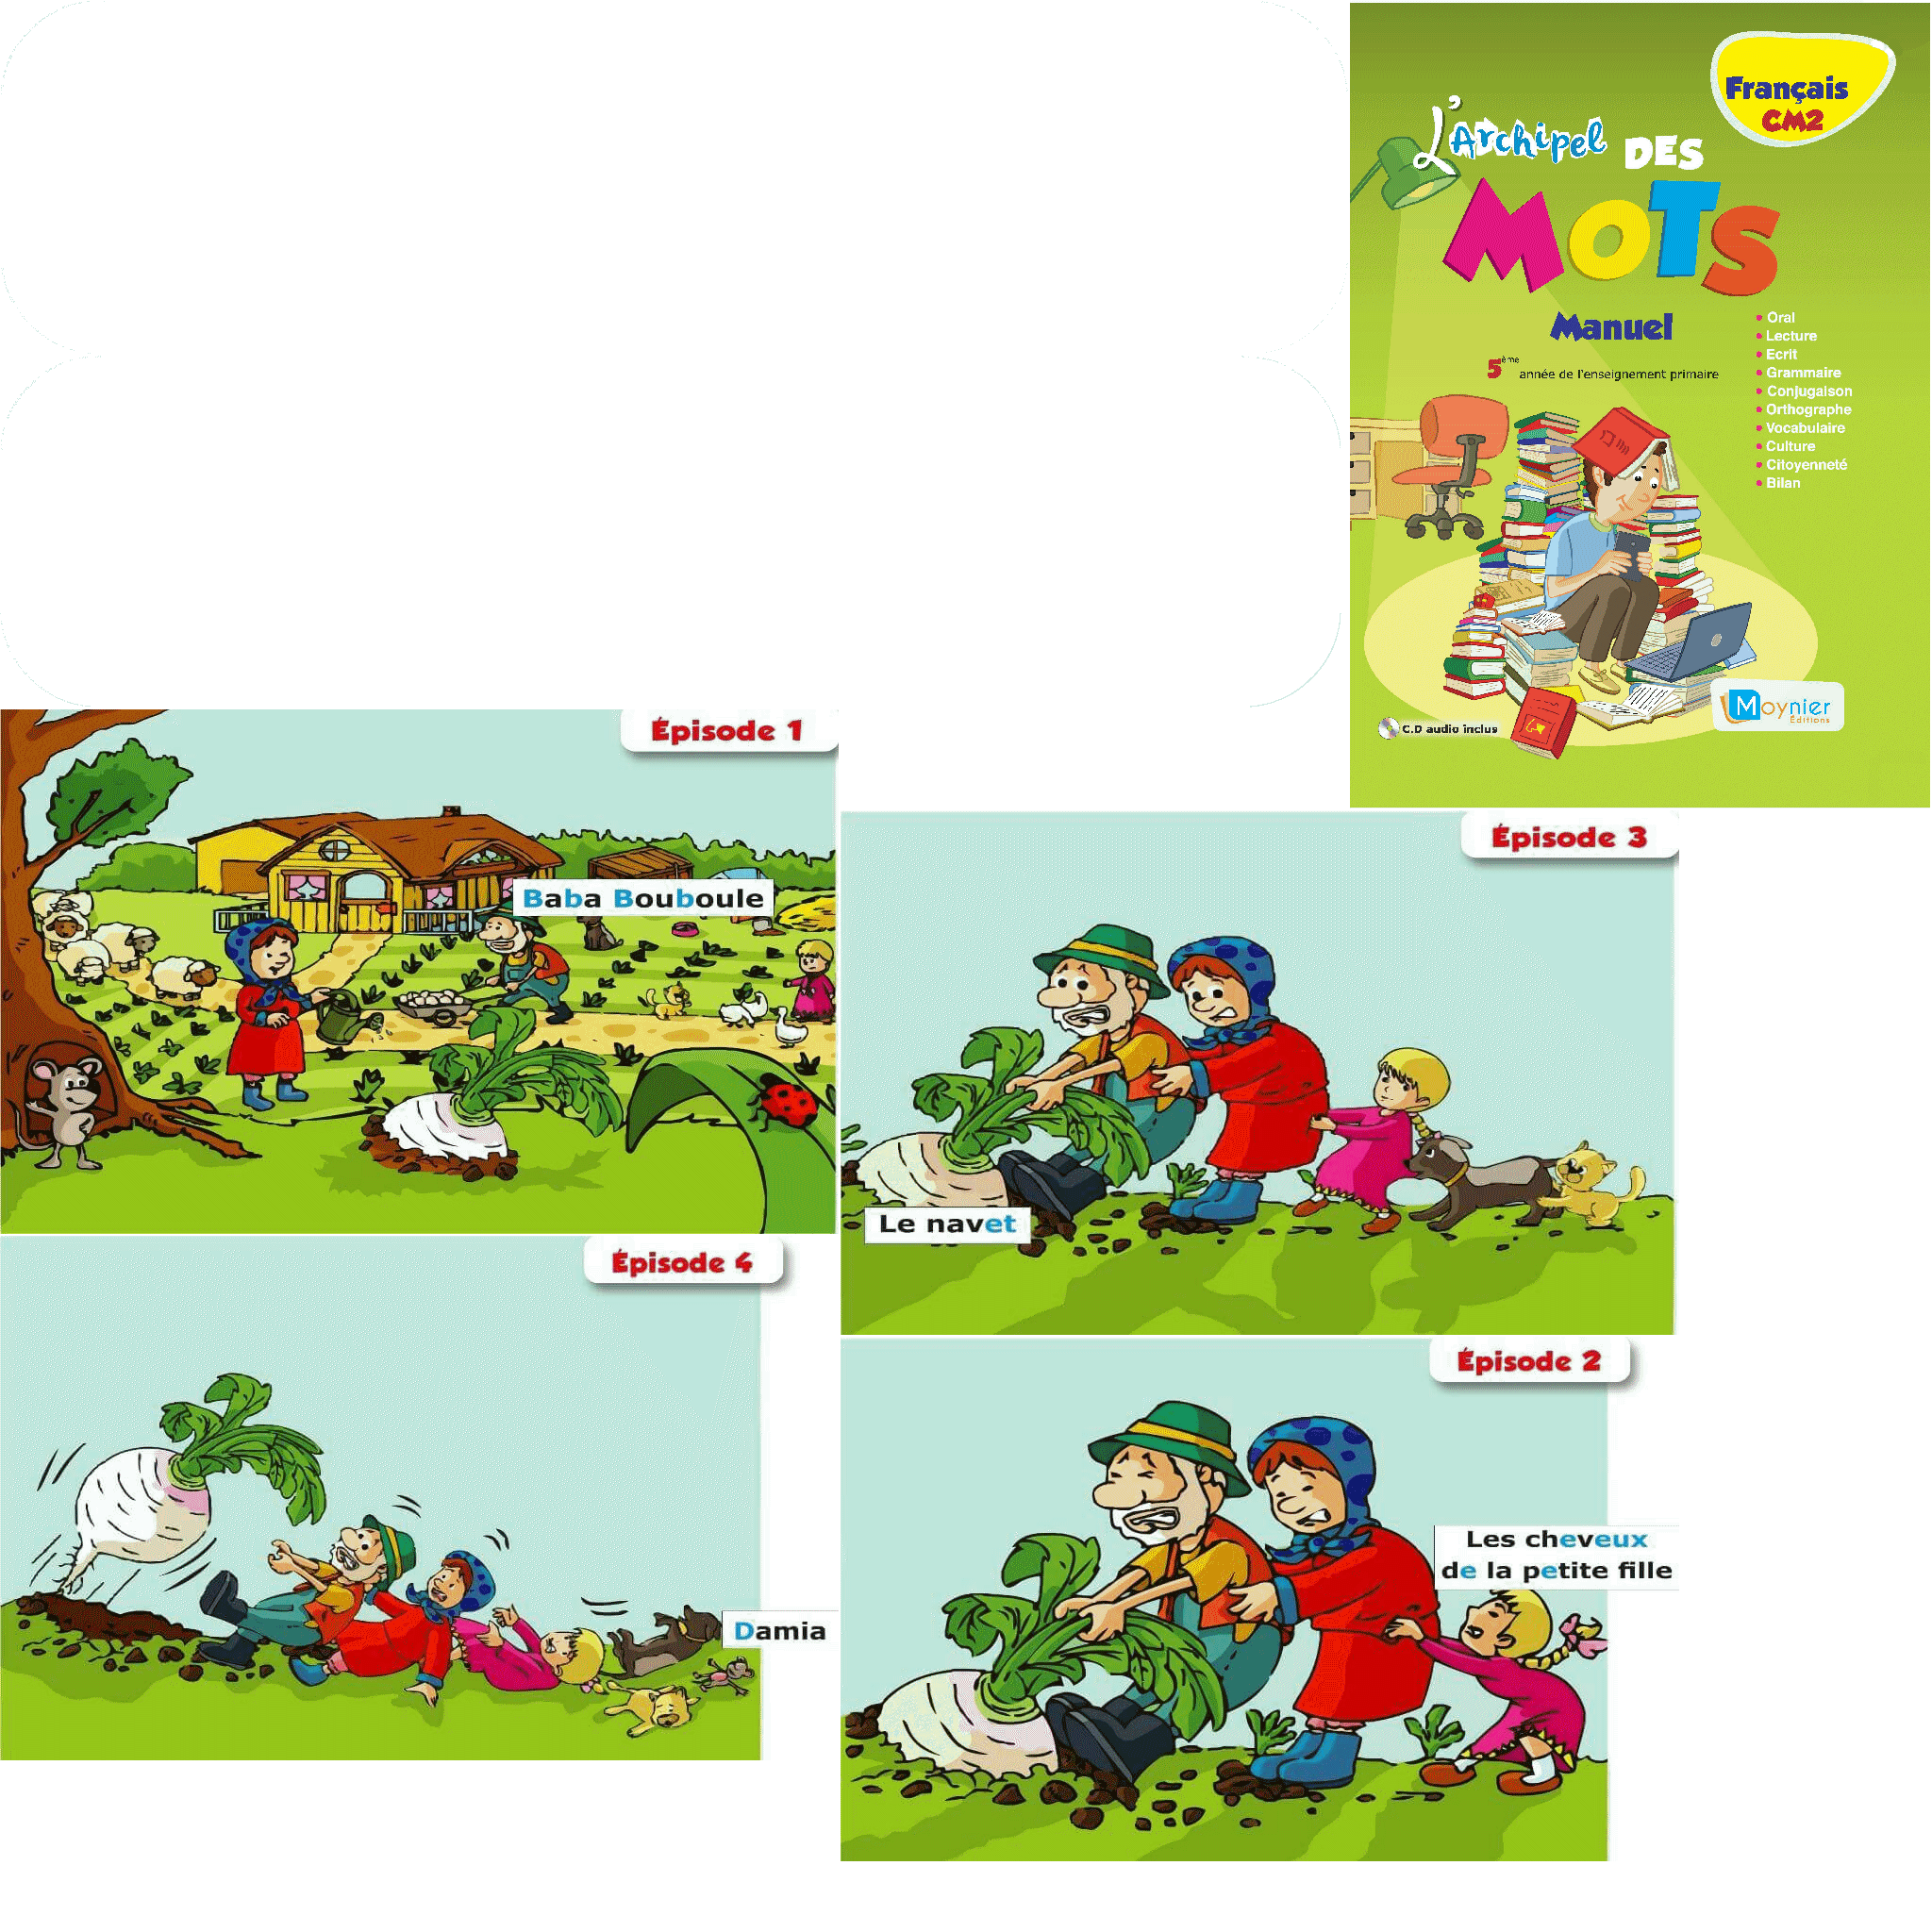 Français
CM2
L'Archipel DES
MOTS
Manuel
5ème année de l'enseignement primaire
• Oral
• Lecture
• Ecrit
• Grammaire
• Conjugaison
• Orthographe
• Vocabulaire
• Culture
• Citoyenneté
• Bilan
C.D audio inclus
Moynier
Éditions
Épisode 1
Baba Bouboule
Épisode 3
Le navet
Épisode 4
Damia
Épisode 2
Les cheveux
de la petite fille